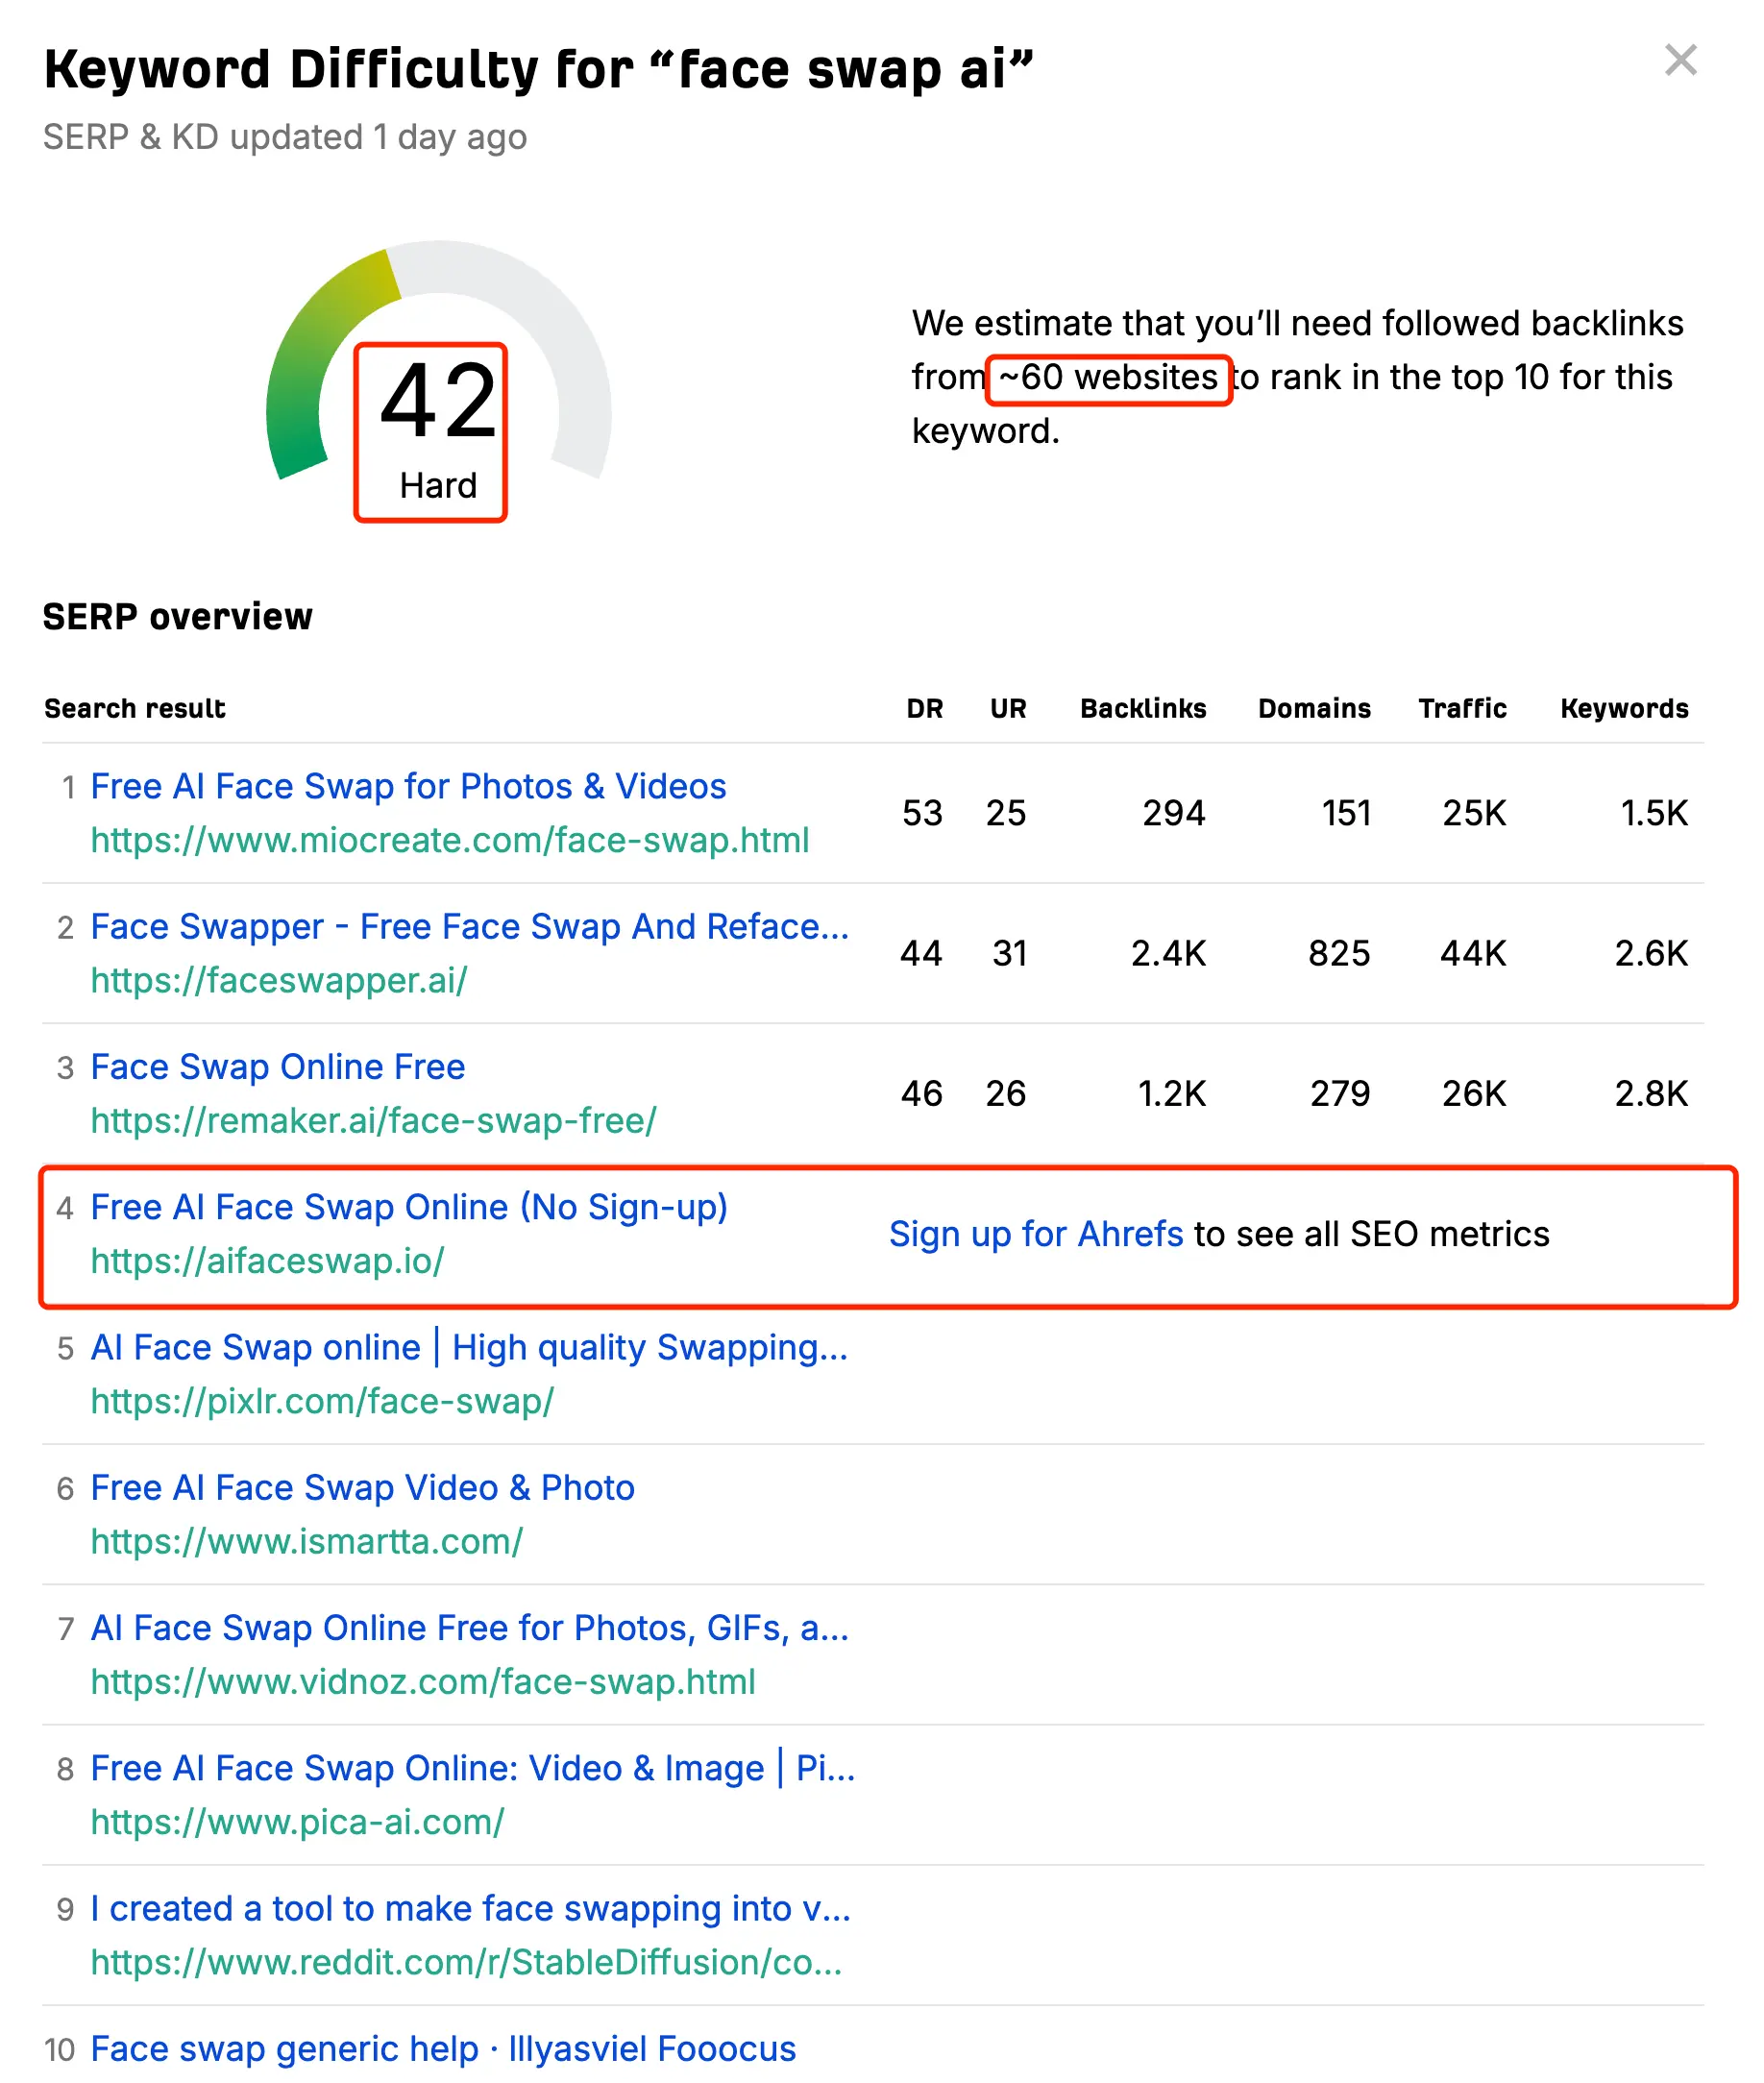 Keyword Difficulty for “face swap ai”
SERP & KD updated 1 day ago
42
Hard
We estimate that you’ll need followed backlinks
from ~60 websites to rank in the top 10 for this
keyword.
SERP overview
Search result DR UR Backlinks Domains Traffic Keywords
1 Free AI Face Swap for Photos & Videos
https://www.miocreate.com/face-swap.html
53 25 294 151 25K 1.5K
2 Face Swapper - Free Face Swap And Reface...
https://faceswapper.ai/
44 31 2.4K 825 44K 2.6K
3 Face Swap Online Free
https://remaker.ai/face-swap-free/
46 26 1.2K 279 26K 2.8K
4 Free AI Face Swap Online (No Sign-up)
https://aifaceswap.io/
Sign up for Ahrefs to see all SEO metrics
5 AI Face Swap online | High quality Swapping...
https://pixlr.com/face-swap/
6 Free AI Face Swap Video & Photo
https://www.ismartta.com/
7 AI Face Swap Online Free for Photos, GIFs, a...
https://www.vidnoz.com/face-swap.html
8 Free AI Face Swap Online: Video & Image | Pi...
https://www.pica-ai.com/
9 I created a tool to make face swapping into v...
https://www.reddit.com/r/StableDiffusion/co...
10 Face swap generic help · lllyasviel Fooocus